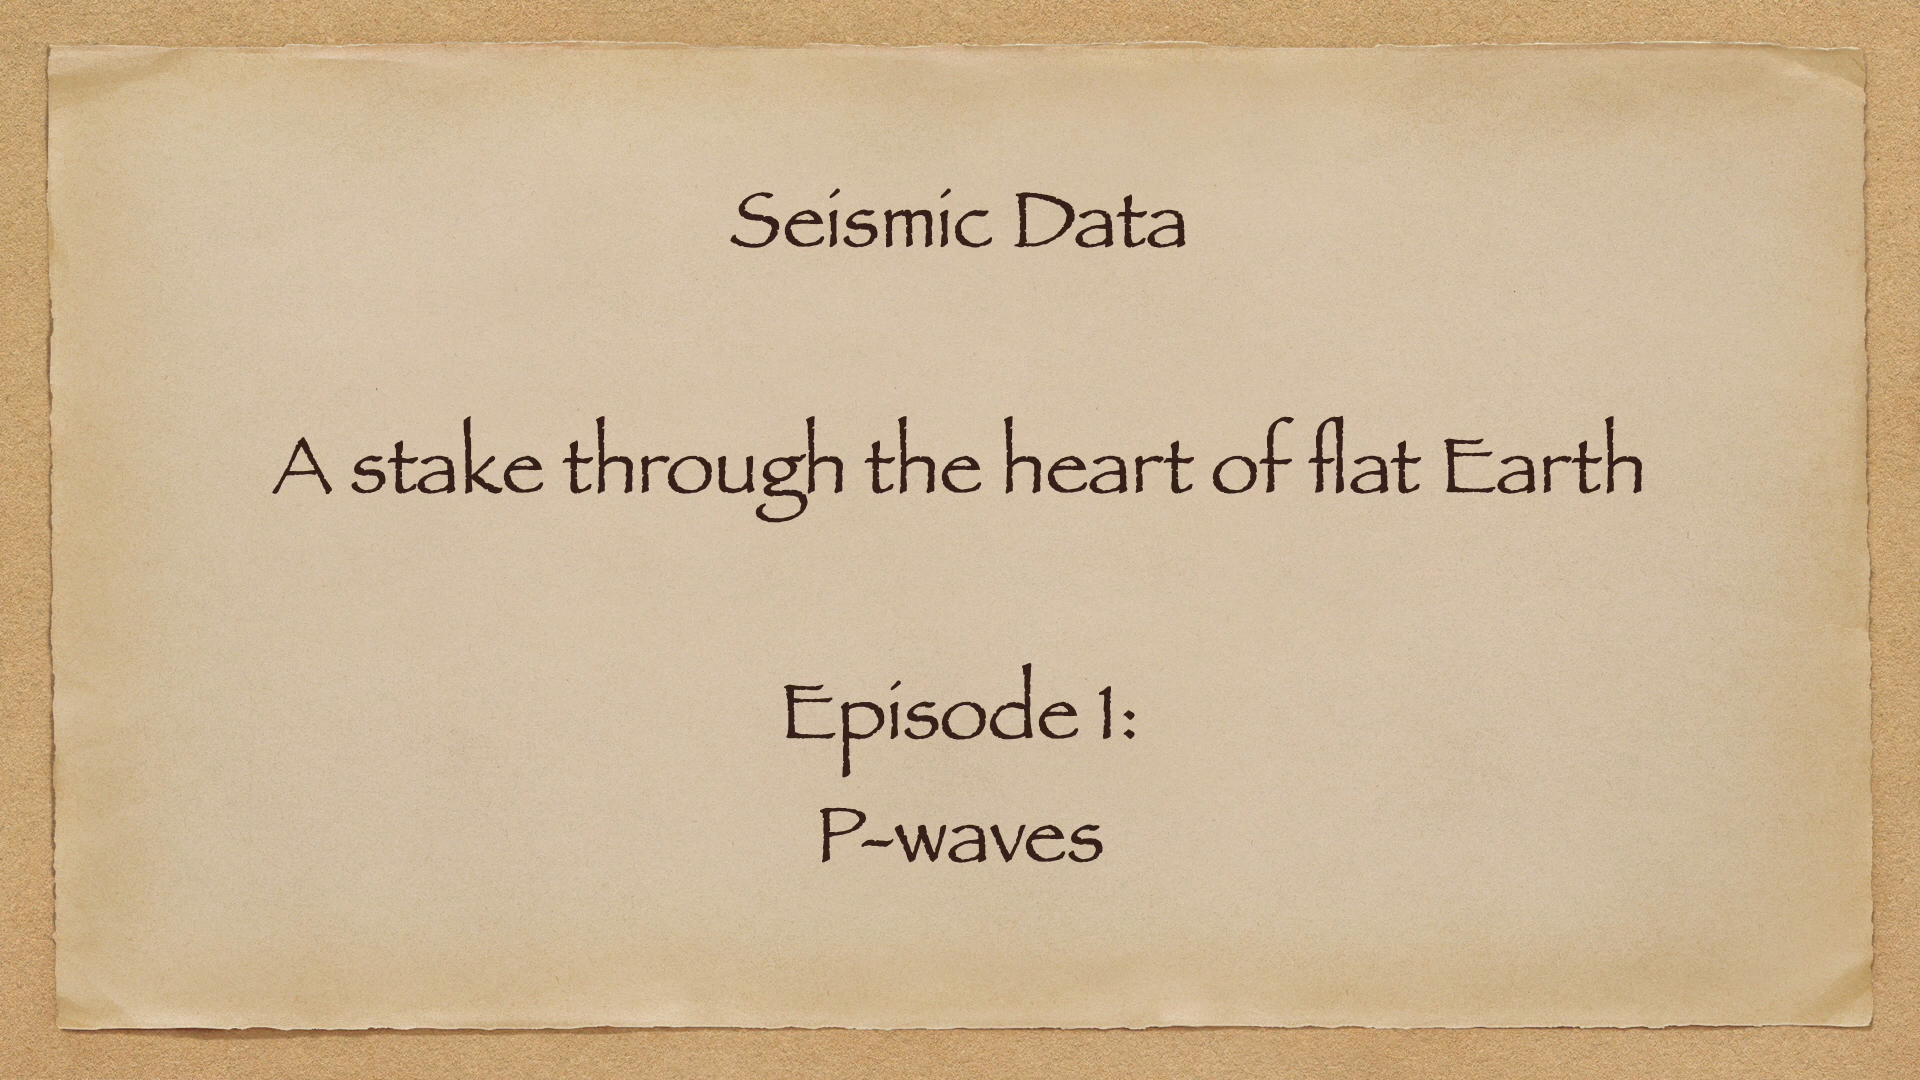 Seismic Data
A stake through the heart of flat Earth
Episode 1:
P-waves